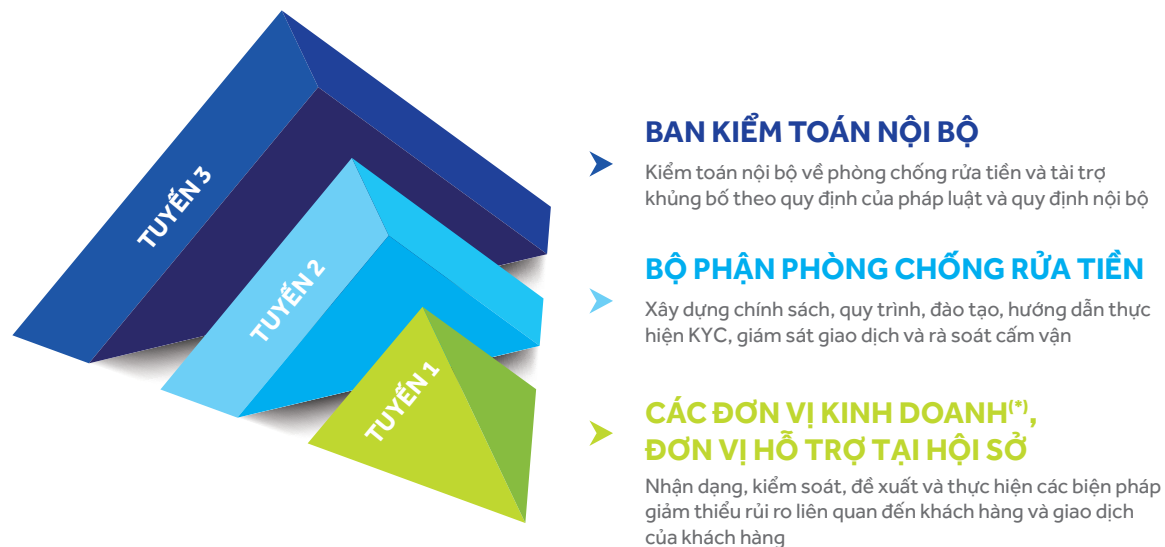 TUYẾN 3
BAN KIỂM TOÁN NỘI BỘ
Kiểm toán nội bộ về phòng chống rửa tiền và tài trợ
khủng bố theo quy định của pháp luật và quy định nội bộ
TUYẾN 2
BỘ PHẬN PHÒNG CHỐNG RỬA TIỀN
Xây dựng chính sách, quy trình, đào tạo, hướng dẫn thực
hiện KYC, giám sát giao dịch và rà soát cấm vận
TUYẾN 1
CÁC ĐƠN VỊ KINH DOANH(*),
ĐƠN VỊ HỖ TRỢ TẠI HỘI SỞ
Nhận dạng, kiểm soát, đề xuất và thực hiện các biện pháp
giảm thiểu rủi ro liên quan đến khách hàng và giao dịch
của khách hàng